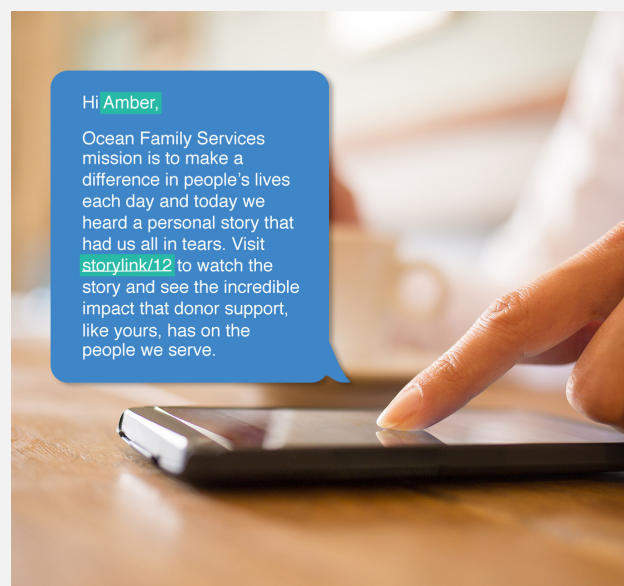 Hi Amber,
Ocean Family Services
mission is to make a
difference in people's lives
each day and today we
heard a personal story that
had us all in tears. Visit
storylink/12 to watch the
story and see the incredible
impact that donor support,
like yours, has on the
people we serve.